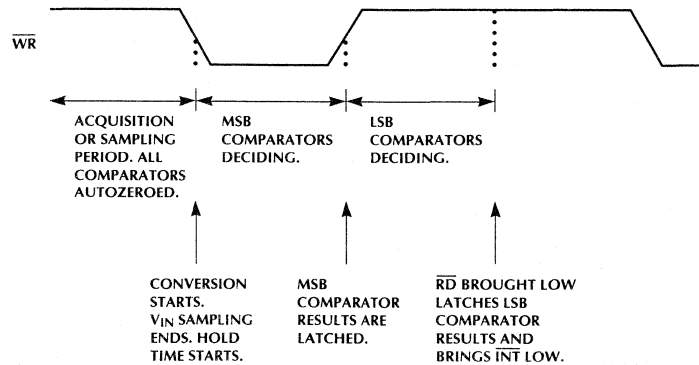 WR
ACQUISITION
OR SAMPLING
PERIOD. ALL
COMPARATORS
AUTOZEROED.
MSB
COMPARATORS
DECIDING.
LSB
COMPARATORS
DECIDING.
CONVERSION
STARTS.
VIN SAMPLING
ENDS. HOLD
TIME STARTS.
MSB
COMPARATOR
RESULTS ARE
LATCHED.
RD BROUGHT LOW
LATCHES LSB
COMPARATOR
RESULTS AND
BRINGS INT LOW.